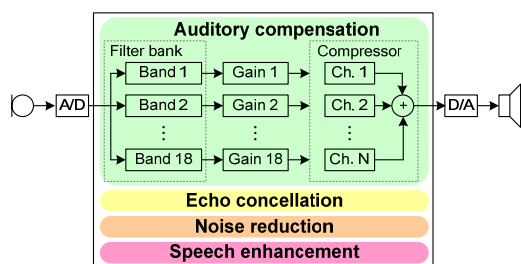 Auditory compensation
Filter bank
Compressor
A/D
Band 1
Gain 1
Ch. 1
Band 2
Gain 2
Ch. 2
+
D/A
Band 18
Gain 18
Ch. N
Echo concellation
Noise reduction
Speech enhancement